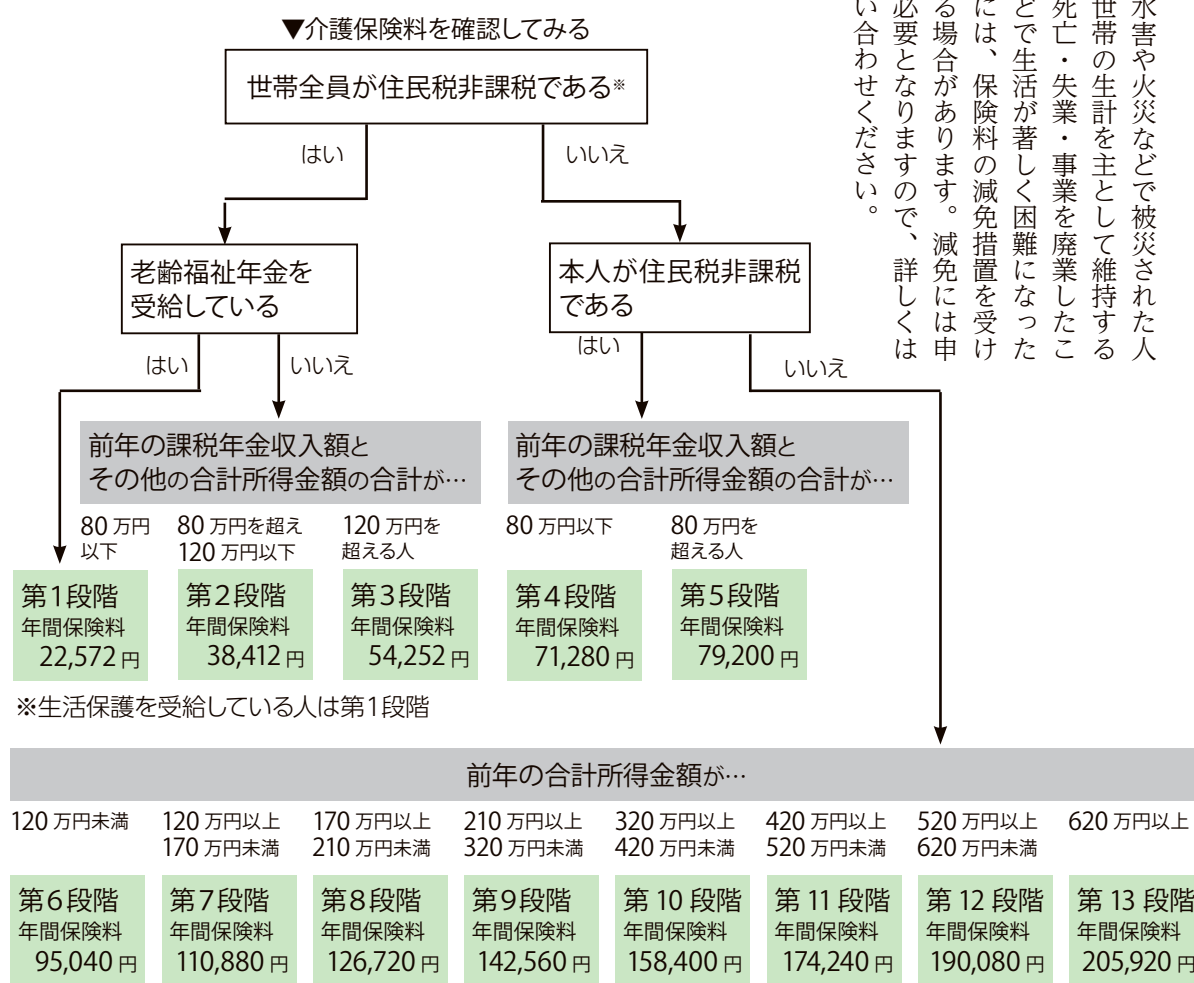 水害や火災などで被災された人
世帯の生計を主として維持する
死亡・失業・事業を廃業したこ
どで生活が著しく困難になった
には、保険料の減免措置を受け
る場合があります。減免には申
必要となりますので、詳しくは
い合わせください。
▼介護保険料を確認してみる
世帯全員が住民税非課税である※
はい
いいえ
老齢福祉年金を
受給している
本人が住民税非課税
である
はい
いいえ
はい
いいえ
前年の課税年金収入額と
その他の合計所得金額の合計が…
前年の課税年金収入額と
その他の合計所得金額の合計が…
80万円
以下
80万円を超え
120万円以下
120万円を
超える人
80万円以下
80万円を
超える人
第1段階
年間保険料
22,572円
第2段階
年間保険料
38,412円
第3段階
年間保険料
54,252円
第4段階
年間保険料
71,280円
第5段階
年間保険料
79,200円
※生活保護を受給している人は第1段階
前年の合計所得金額が…
120万円未満
120万円以上
170万円未満
170万円以上
210万円未満
210万円以上
320万円未満
320万円以上
420万円未満
420万円以上
520万円未満
520万円以上
620万円未満
620万円以上
第6段階
年間保険料
95,040円
第7段階
年間保険料
110,880円
第8段階
年間保険料
126,720円
第9段階
年間保険料
142,560円
第10段階
年間保険料
158,400円
第11段階
年間保険料
174,240円
第12段階
年間保険料
190,080円
第13段階
年間保険料
205,920円